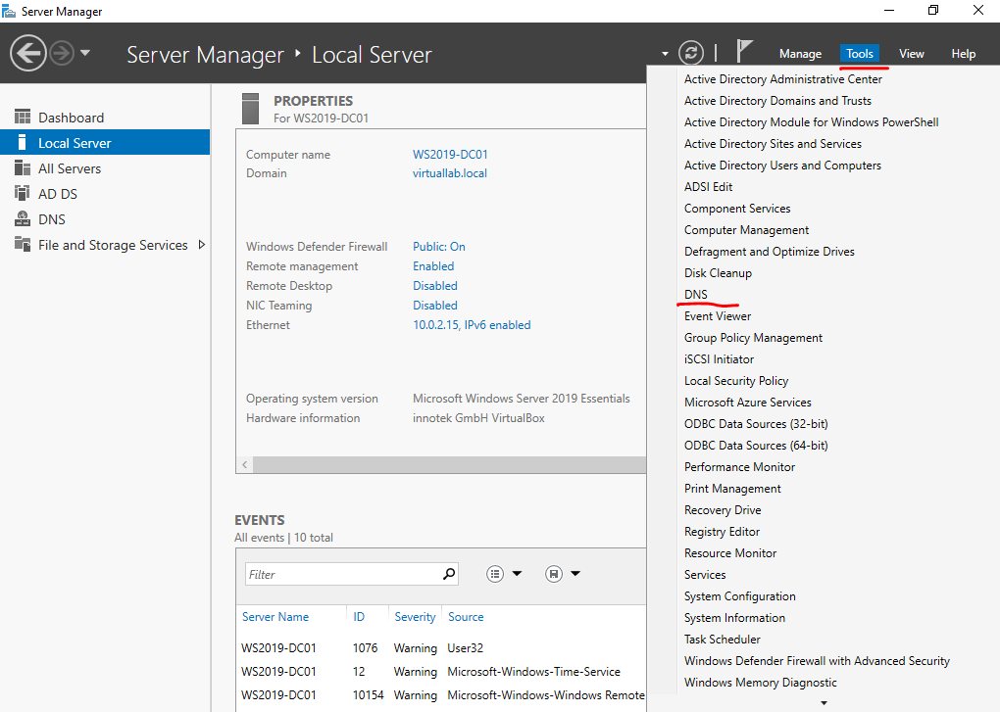 Server Manager
Server Manager ‣ Local Server
Manage Tools View Help
Dashboard
Local Server
All Servers
AD DS
DNS
File and Storage Services
PROPERTIES
For WS2019-DC01
Computer name WS2019-DC01
Domain virtuallab.local
Windows Defender Firewall Public: On
Remote management Enabled
Remote Desktop Disabled
NIC Teaming Disabled
Ethernet 10.0.2.15, IPv6 enabled
Operating system version Microsoft Windows Server 2019 Essentials
Hardware information innotek GmbH VirtualBox
EVENTS
All events | 10 total
Filter
Server Name ID Severity Source
WS2019-DC01 1076 Warning User32
WS2019-DC01 12 Warning Microsoft-Windows-Time-Service
WS2019-DC01 10154 Warning Microsoft-Windows-Windows Remote
Active Directory Administrative Center
Active Directory Domains and Trusts
Active Directory Module for Windows PowerShell
Active Directory Sites and Services
Active Directory Users and Computers
ADSI Edit
Component Services
Computer Management
Defragment and Optimize Drives
Disk Cleanup
DNS
Event Viewer
Group Policy Management
iSCSI Initiator
Local Security Policy
Microsoft Azure Services
ODBC Data Sources (32-bit)
ODBC Data Sources (64-bit)
Performance Monitor
Print Management
Recovery Drive
Registry Editor
Resource Monitor
Services
System Configuration
System Information
Task Scheduler
Windows Defender Firewall with Advanced Security
Windows Memory Diagnostic